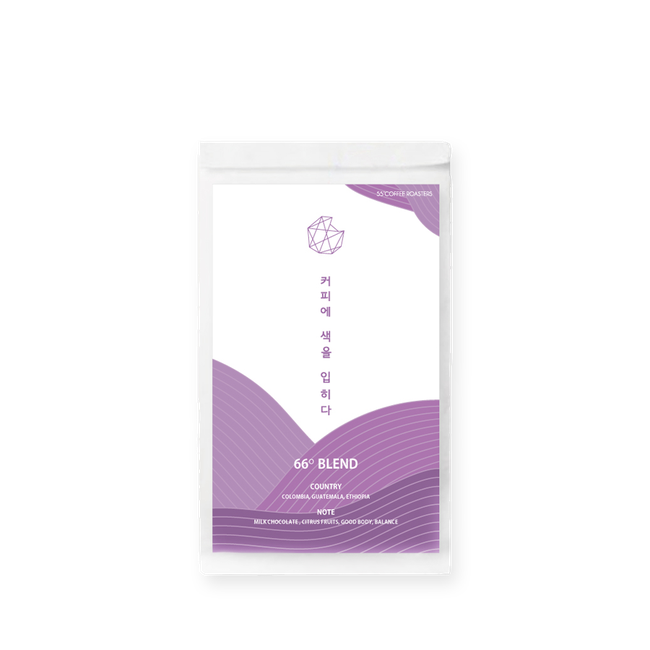 55°COFFEE ROASTERS
커피에 색을 입히다
66° BLEND
COUNTRY
COLOMBIA, GUATEMALA, ETHIOPIA
NOTE
MILK CHOCOLATE, CITRUS FRUITS, GOOD BODY, BALANCE